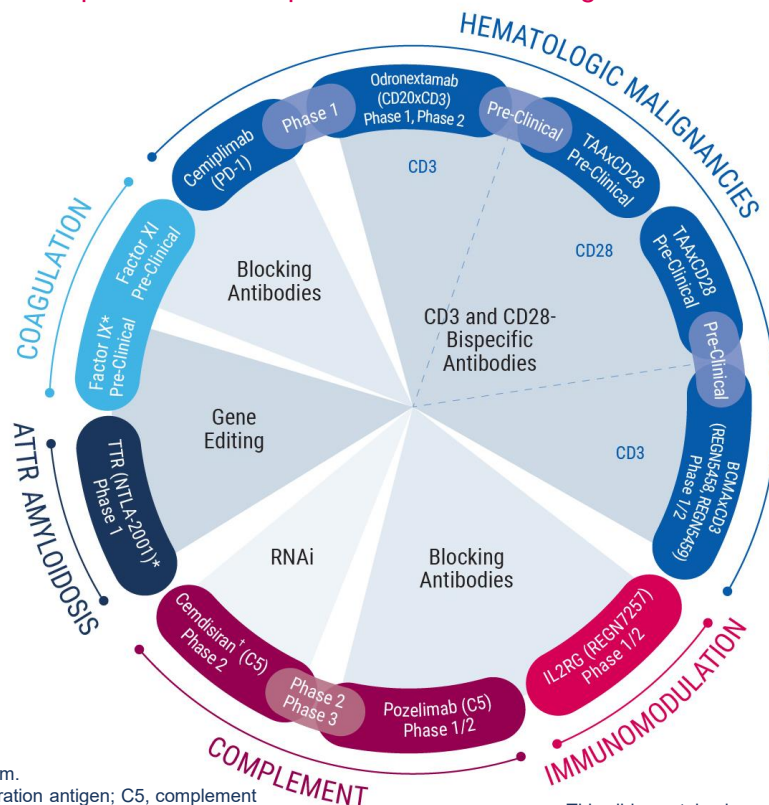 HEMATOLOGIC MALIGNANCIES
Odronextamab
(CD20xCD3)
Phase 1, Phase 2
Pre-Clinical
TAAxCD28
Pre-Clinical
TAAxCD28
Pre-Clinical
Pre-Clinical
BCMAxCD3
(REGN5458, REGN5459)
Phase 1/2
Phase 1
Cemiplimab
(PD-1)
COAGULATION
Factor XI
Pre-Clinical
Factor IX*
Pre-Clinical
ATTR AMYLOIDOSIS
TTR (NTLA-2001)*
Phase 1
COMPLEMENT
Cemdisiran † (C5)
Phase 2
Phase 2
Phase 3
Pozelimab (C5)
Phase 1/2
IMMUNOMODULATION
IL2RG (REGN7257)
Phase 1/2
CD3
CD28
CD3 and CD28-
Bispecific
Antibodies
CD3
Blocking
Antibodies
Gene
Editing
RNAi
Blocking
Antibodies
ration antigen; C5, complement